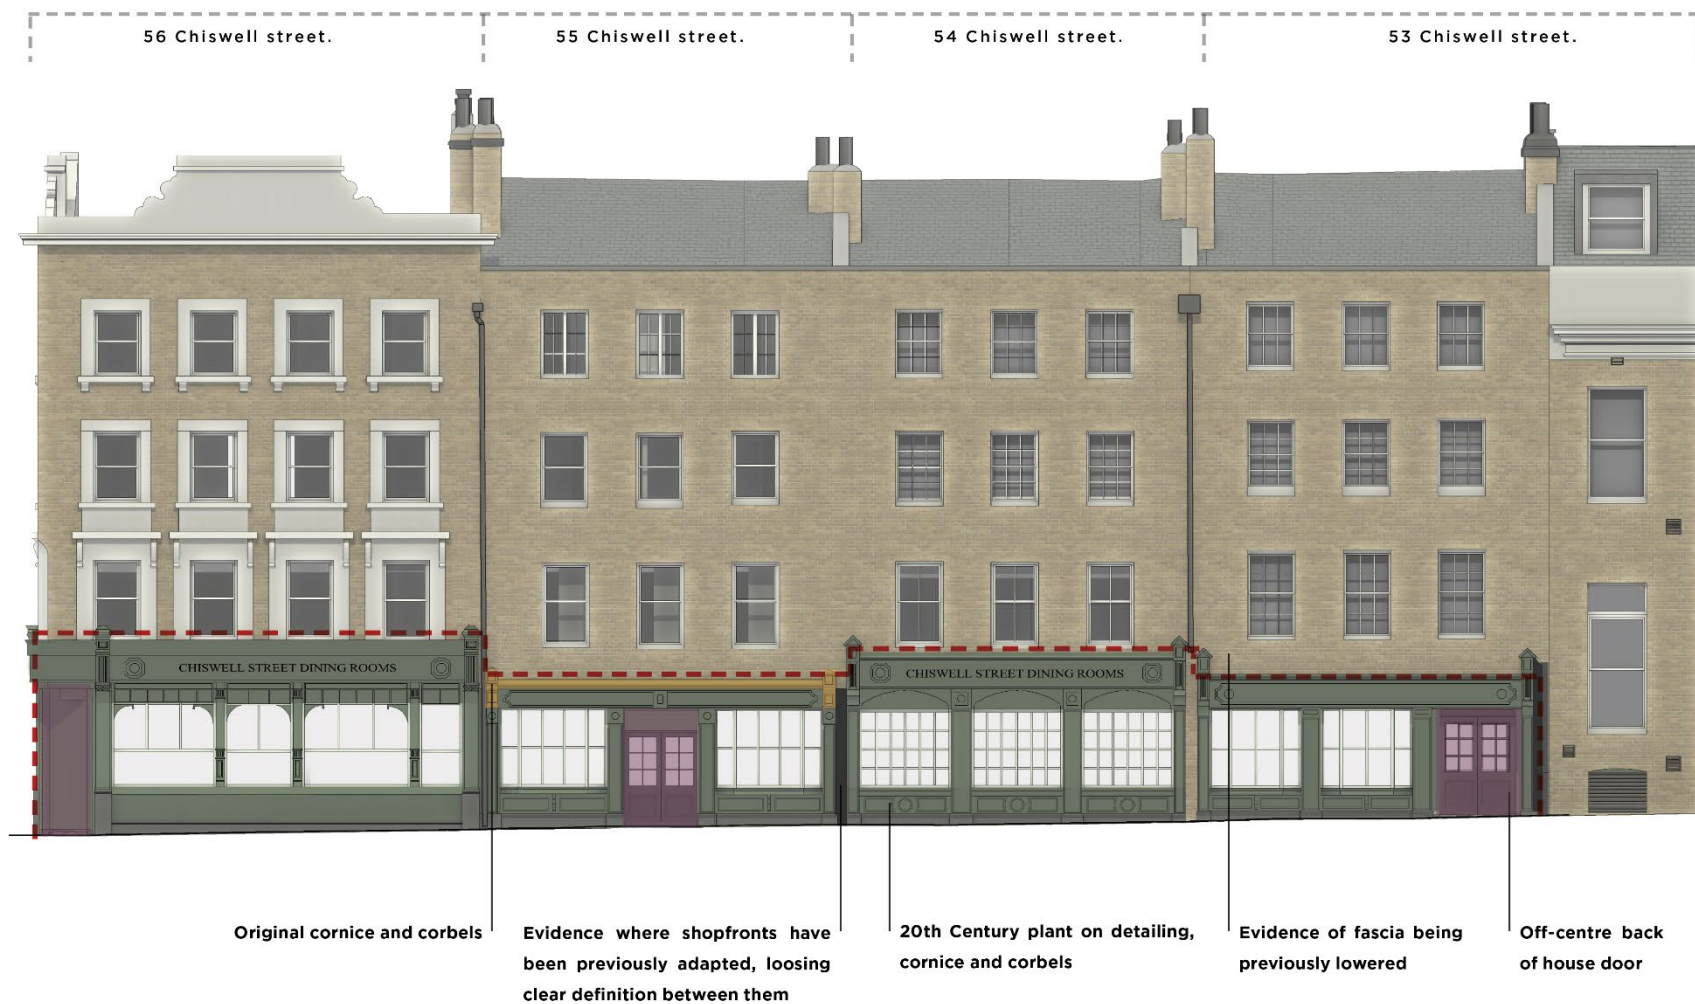 56 Chiswell street.
55 Chiswell street.
54 Chiswell street.
53 Chiswell street.
CHISWELL STREET DINING ROOMS
CHISWELL STREET DINING ROOMS
Original cornice and corbels
Evidence where shopfronts have
been previously adapted, loosing
clear definition between them
20th Century plant on detailing,
cornice and corbels
Evidence of fascia being
previously lowered
Off-centre back
of house door